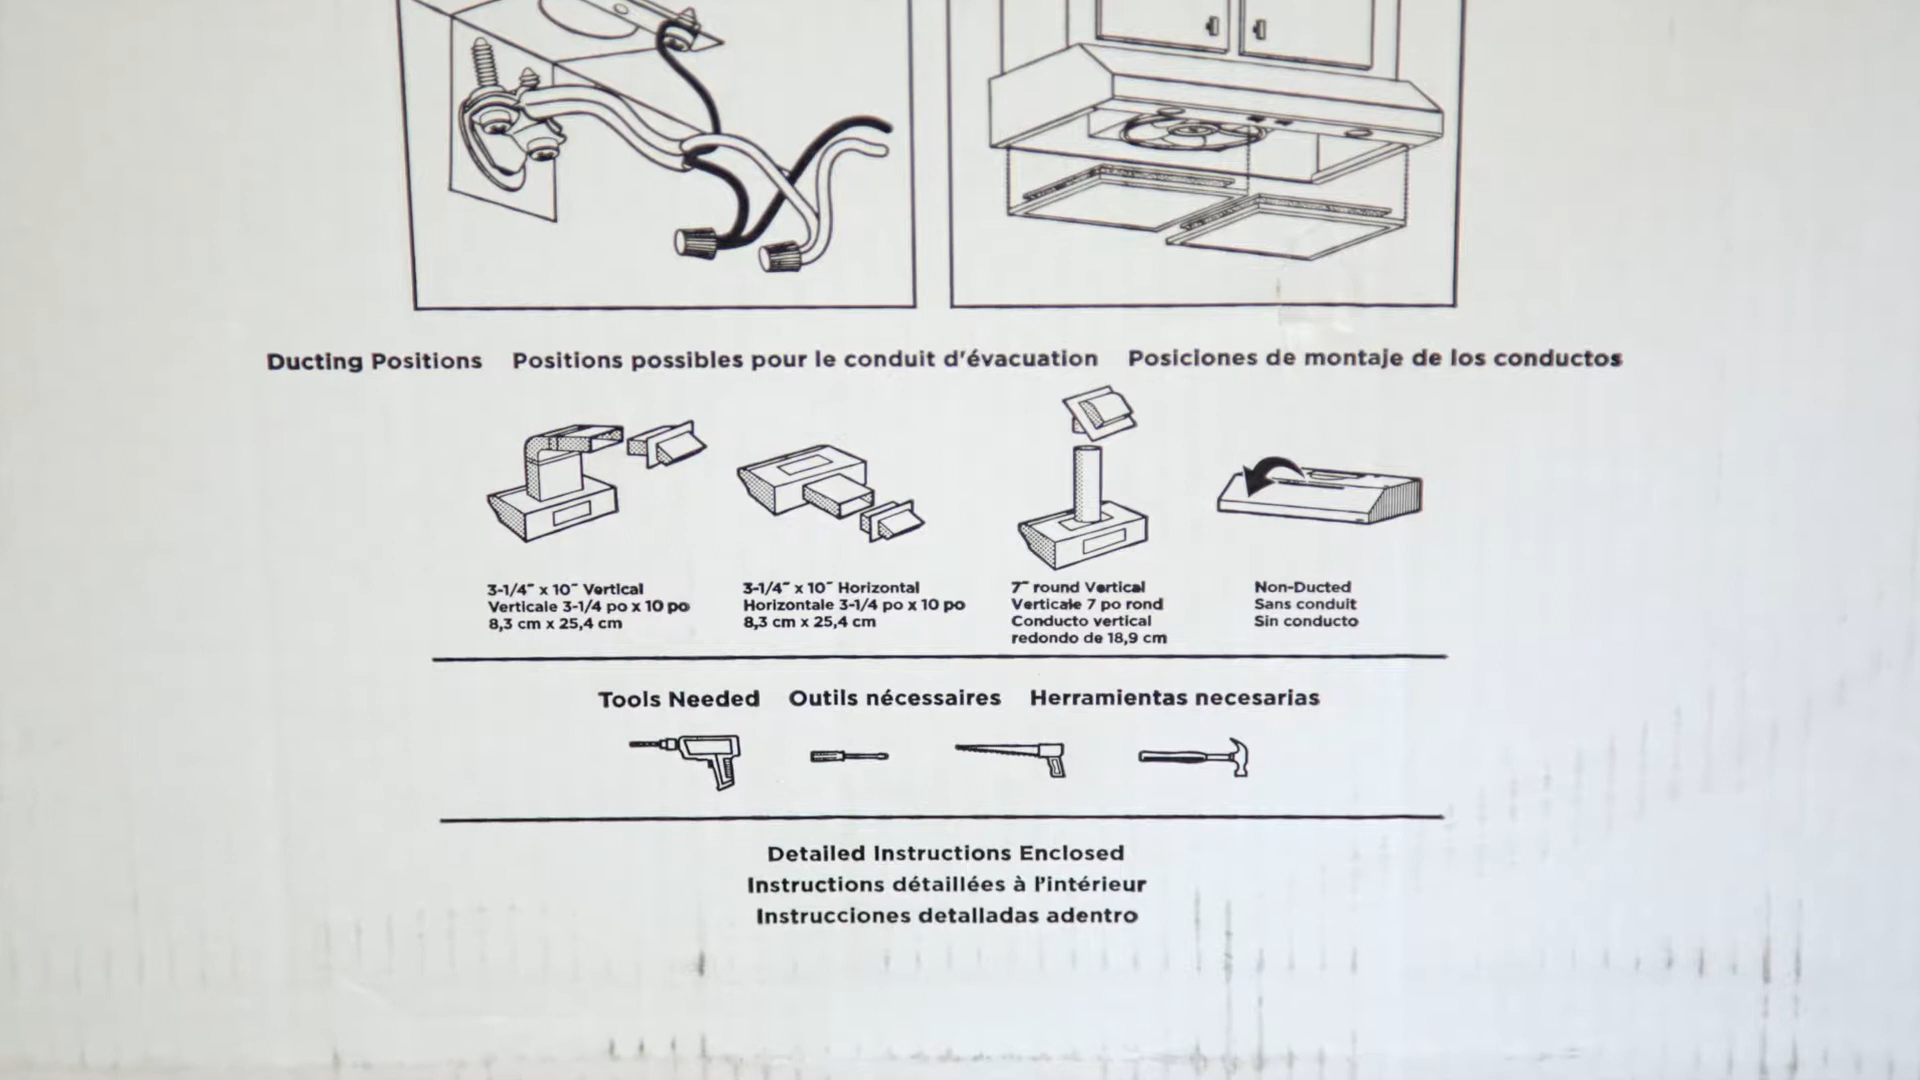 Ducting Positions Positions possibles pour le conduit d'évacuation Posiciones de montaje de los conductos
3-1/4" x 10" Vertical
Verticale 3-1/4 po x 10 po
8,3 cm x 25,4 cm
3-1/4" x 10" Horizontal
Horizontale 3-1/4 po x 10 po
8,3 cm x 25,4 cm
7" round Vertical
Verticale 7 po rond
Conducto vertical
redondo de 18,9 cm
Non-Ducted
Sans conduit
Sin conducto
Tools Needed Outils nécessaires Herramientas necesarias
Detailed Instructions Enclosed
Instructions détaillées à l'intérieur
Instrucciones detalladas adentro